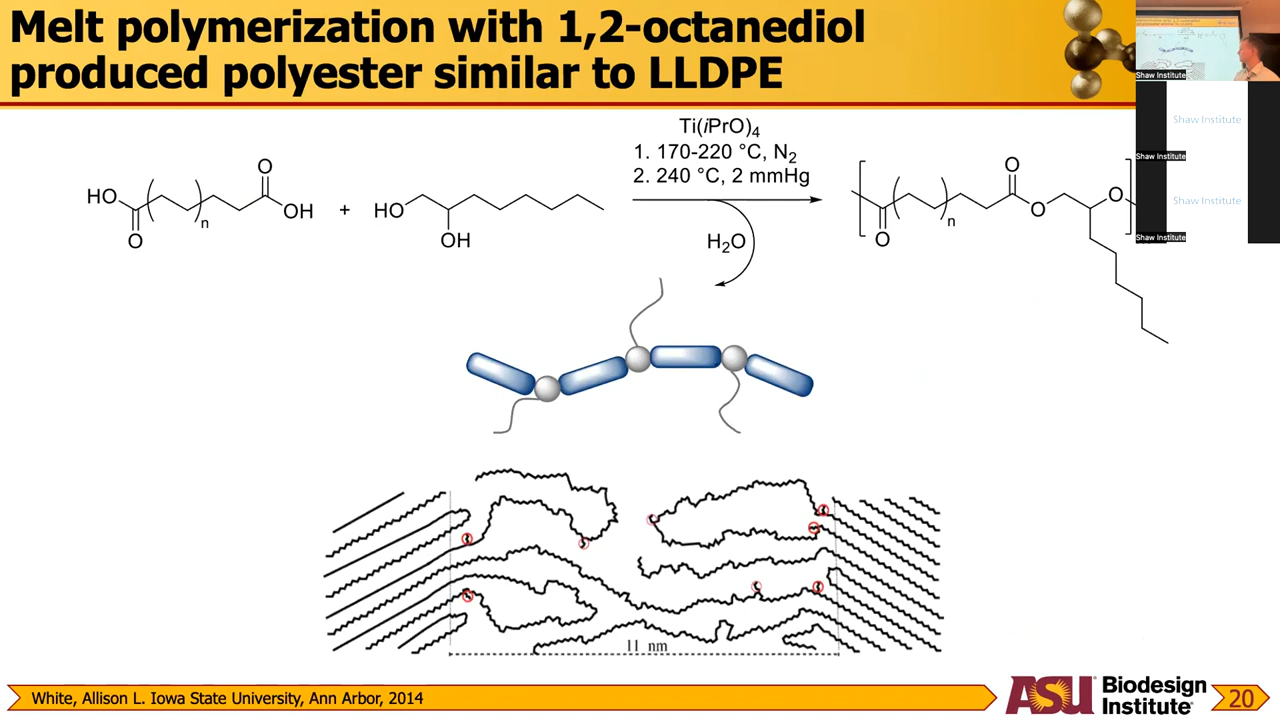 Melt polymerization with 1,2-octanediol
produced polyester similar to LLDPE
Shaw Institute
Shaw Institute
Shaw Institute
Shaw Institute
Shaw Institute
Ti(iPrO)4
1. 170-220 °C, N2
2. 240 °C, 2 mmHg
H2O
HO
O
O
OH
n
+
HO
OH
O
n
O
O
O
11 nm
White, Allison L. Iowa State University, Ann Arbor, 2014
ASU Biodesign
Institute
20